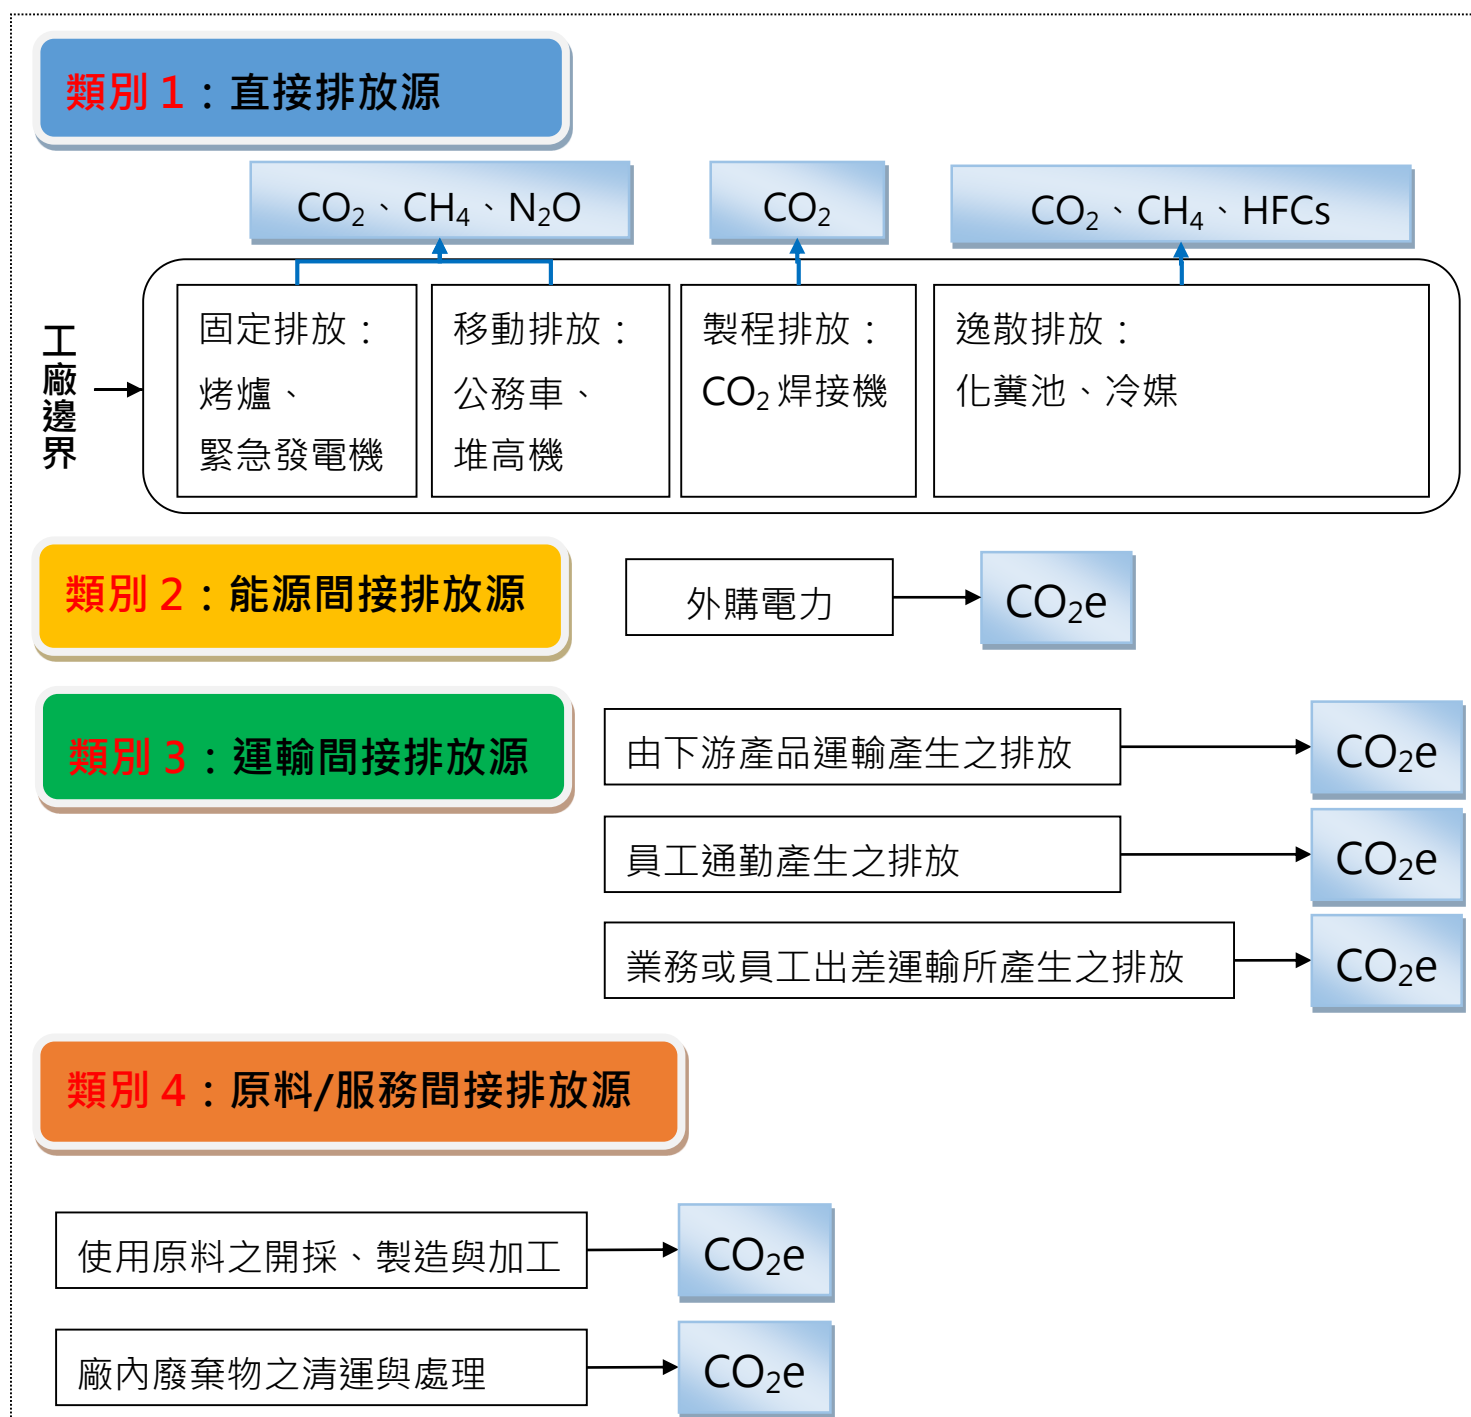 類別 1：直接排放源
CO₂、CH₄、N₂O
CO₂
CO₂、CH₄、HFCs
工廠邊界
固定排放：
烤爐、
緊急發電機
移動排放：
公務車、
堆高機
製程排放：
CO₂ 焊接機
逸散排放：
化糞池、冷媒
類別 2：能源間接排放源
外購電力
CO₂e
類別 3：運輸間接排放源
由下游產品運輸產生之排放
CO₂e
員工通勤產生之排放
CO₂e
業務或員工出差運輸所產生之排放
CO₂e
類別 4：原料/服務間接排放源
使用原料之開採、製造與加工
CO₂e
廠內廢棄物之清運與處理
CO₂e